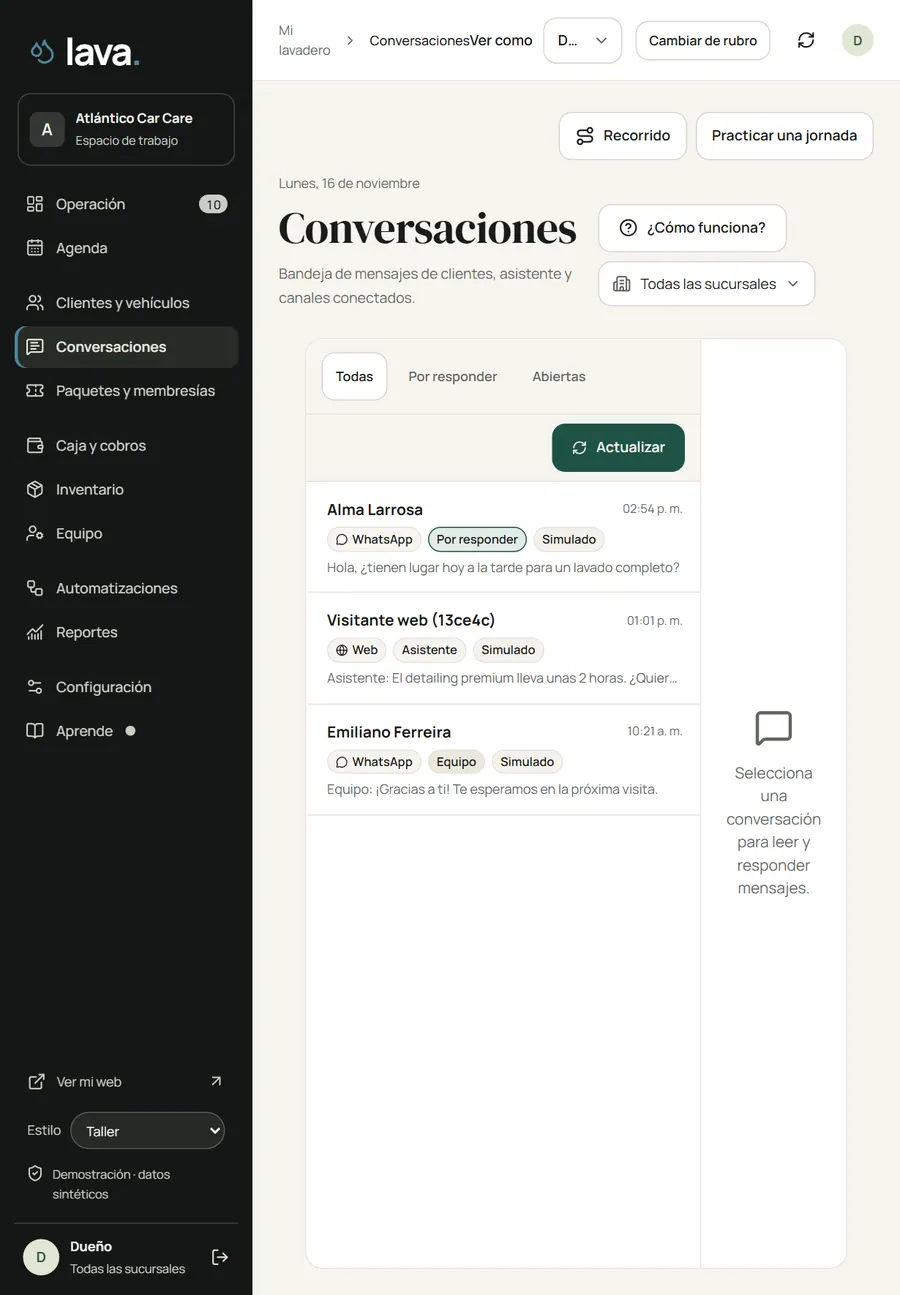 lava.
A
Atlántico Car Care
Espacio de trabajo
Operación 10
Agenda
Clientes y vehículos
Conversaciones
Paquetes y membresías
Caja y cobros
Inventario
Equipo
Automatizaciones
Reportes
Configuración
Aprende
Ver mi web
Estilo Taller
Demostración · datos
sintéticos
D
Dueño
Todas las sucursales
Mi
lavadero
Conversaciones
Ver como
D...
Cambiar de rubro
D
Recorrido
Practicar una jornada
Lunes, 16 de noviembre
Conversaciones
¿Cómo funciona?
Bandeja de mensajes de clientes, asistente y
canales conectados.
Todas las sucursales
Todas Por responder Abiertas
Actualizar
Alma Larrosa 02:54 p. m.
WhatsApp Por responder Simulado
Hola, ¿tienen lugar hoy a la tarde para un lavado completo?
Visitante web (13ce4c) 01:01 p. m.
Web Asistente Simulado
Asistente: El detailing premium lleva unas 2 horas. ¿Quier...
Emiliano Ferreira 10:21 a. m.
WhatsApp Equipo Simulado
Equipo: ¡Gracias a ti! Te esperamos en la próxima visita.
Selecciona
una
conversación
para leer y
responder
mensajes.